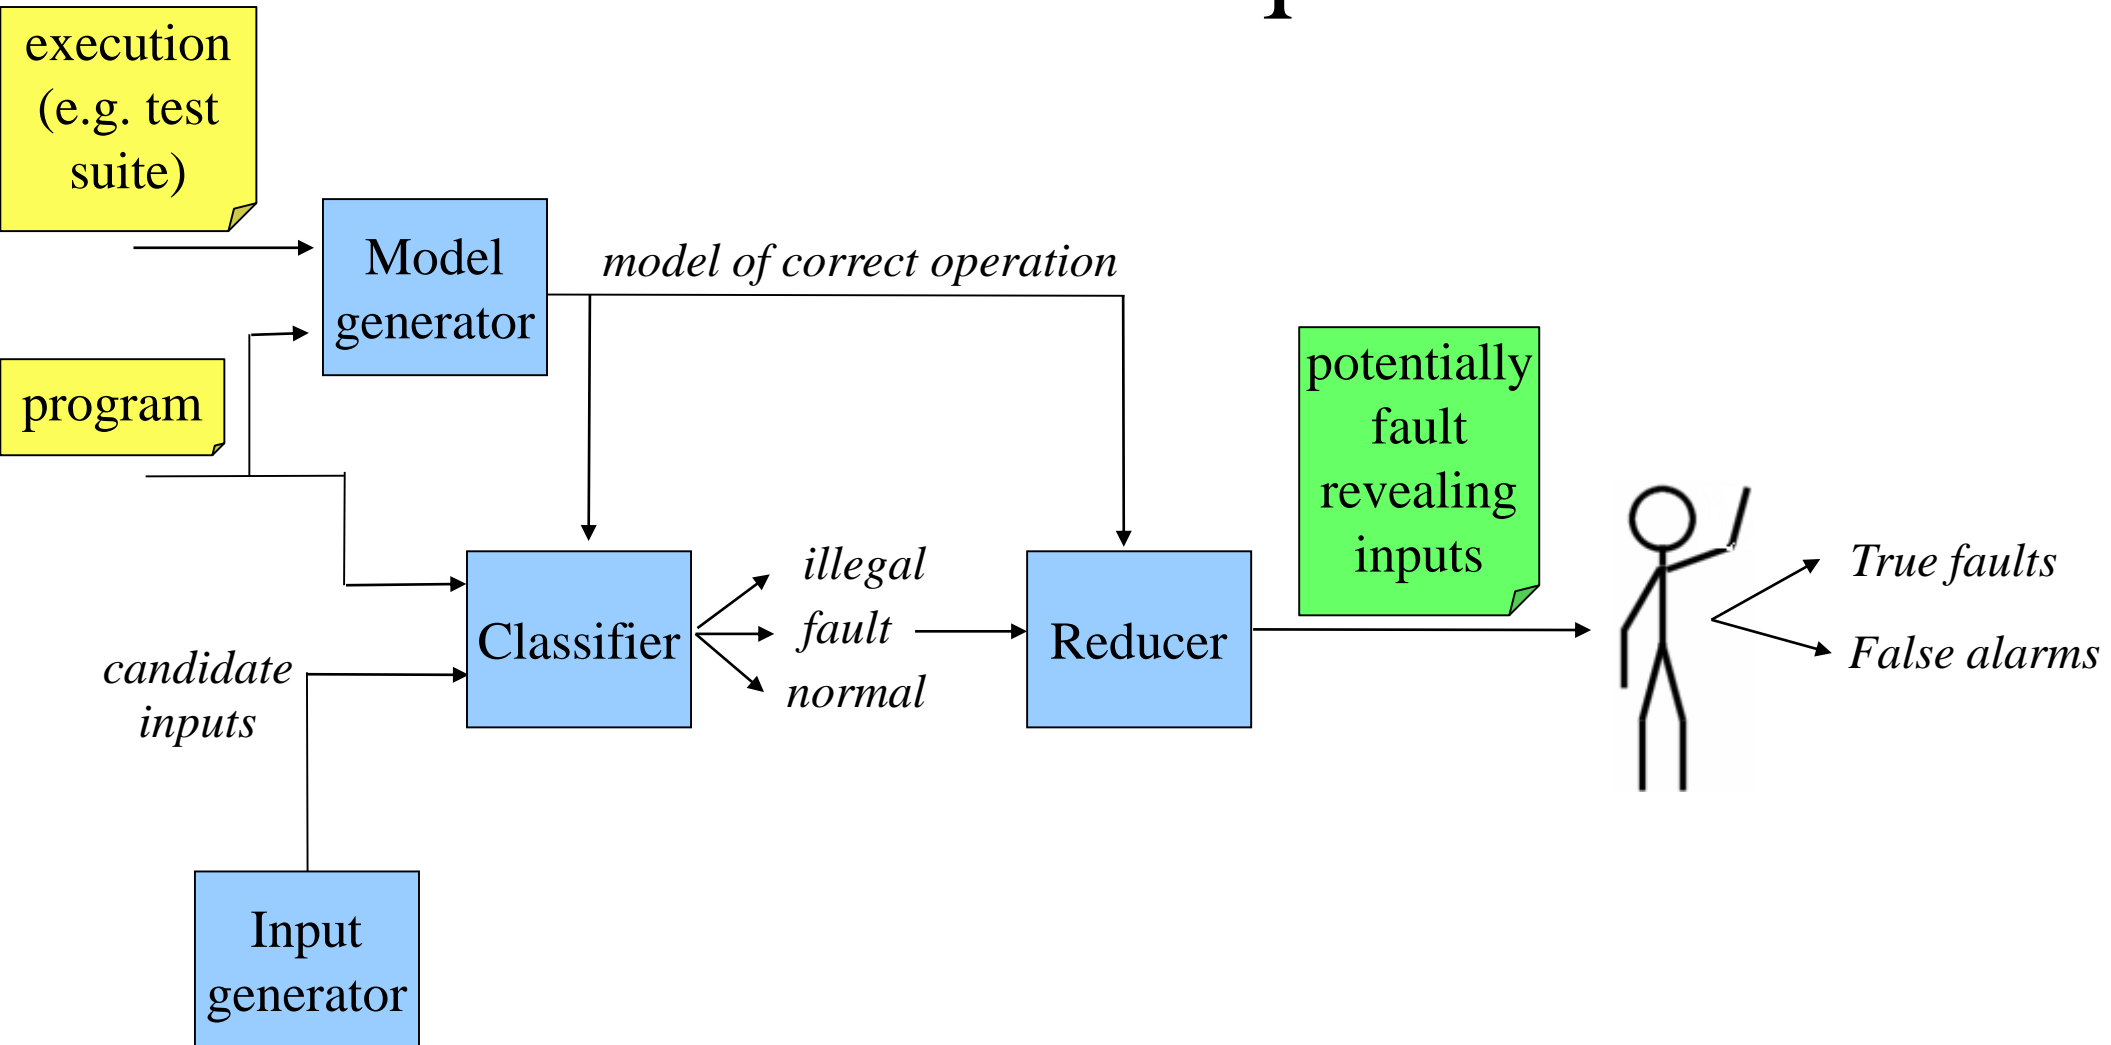 execution
(e.g. test
suite)
Model
generator
model of correct operation
program
potentially
fault
revealing
inputs
illegal
fault
normal
Classifier
Reducer
True faults
False alarms
candidate
inputs
Input
generator